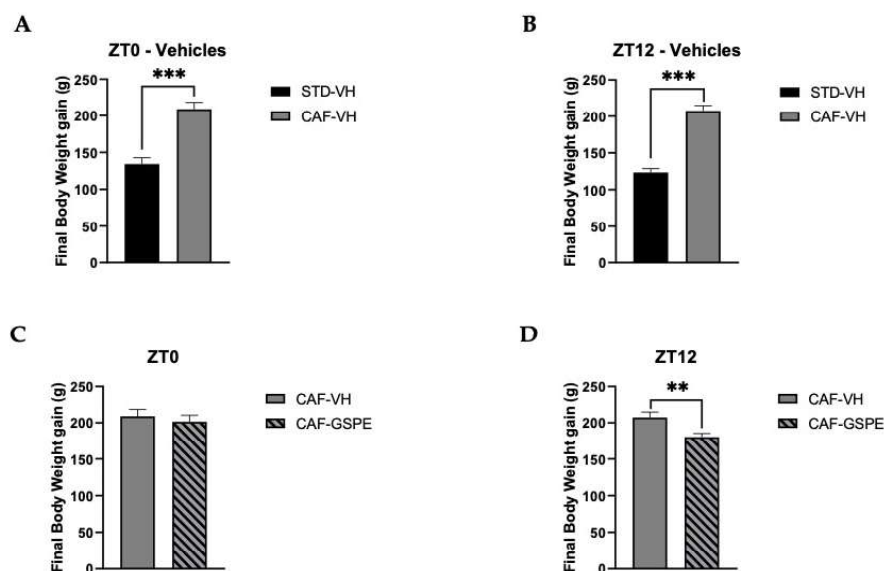 A
ZT0 - Vehicles
***
Final Body Weight gain (g)
250
200
150
100
50
0
STD-VH
CAF-VH
B
ZT12 - Vehicles
***
Final Body Weight gain (g)
250
200
150
100
50
0
STD-VH
CAF-VH
C
ZT0
Final Body Weight gain (g)
250
200
150
100
50
0
CAF-VH
CAF-GSPE
D
ZT12
**
Final Body Weight gain (g)
250
200
150
100
50
0
CAF-VH
CAF-GSPE